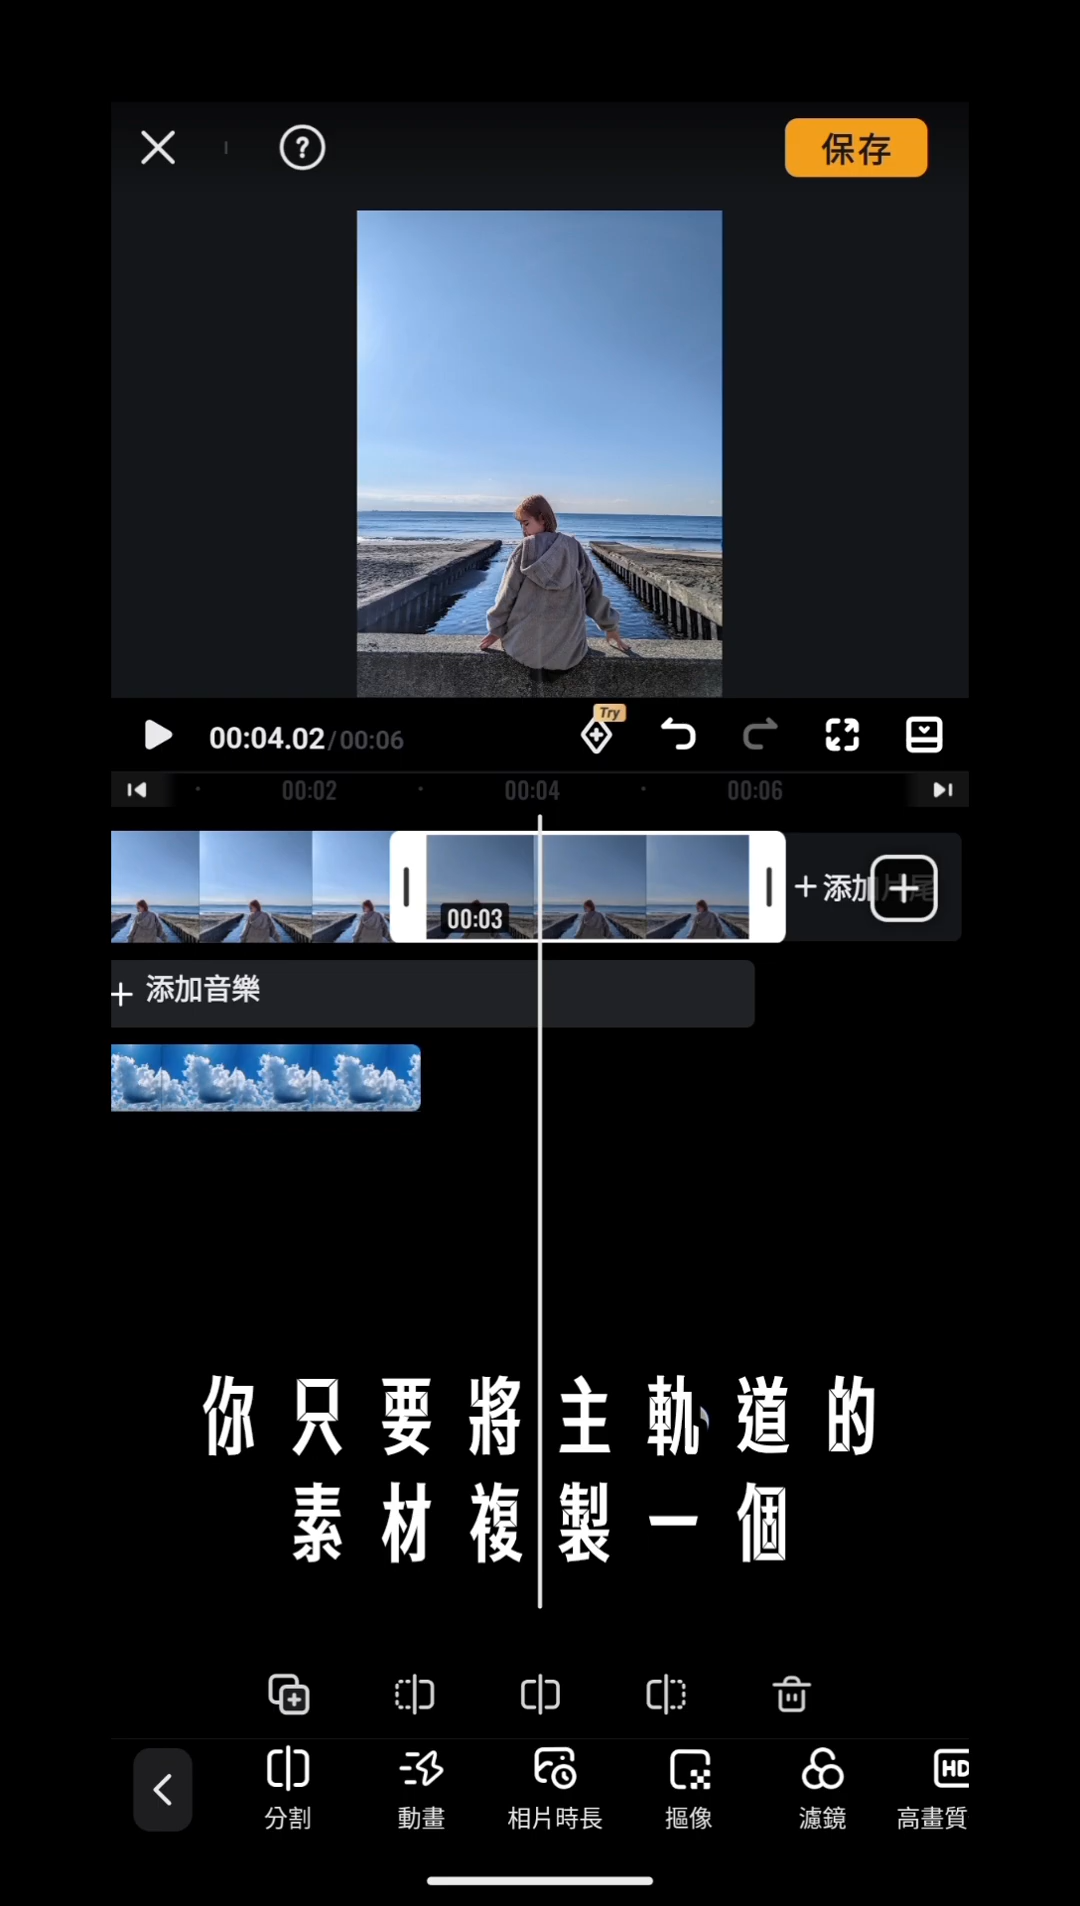 保存
Try
00:04.02/00:06
00:02 00:04 00:06
00:03
+ 添加片尾
+ 添加音樂
你只要將主軌道的
素材複製一個
分割 動畫 相片時長 摳像 濾鏡 高畫質
HD